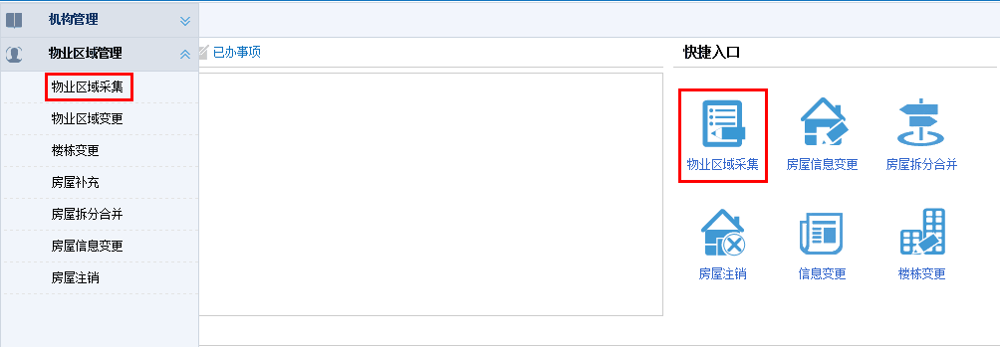 机构管理
物业区域管理
物业区域采集
物业区域变更
楼栋变更
房屋补充
房屋拆分合并
房屋信息变更
房屋注销
已办事项
快捷入口
物业区域采集
房屋信息变更
房屋拆分合并
房屋注销
信息变更
楼栋变更